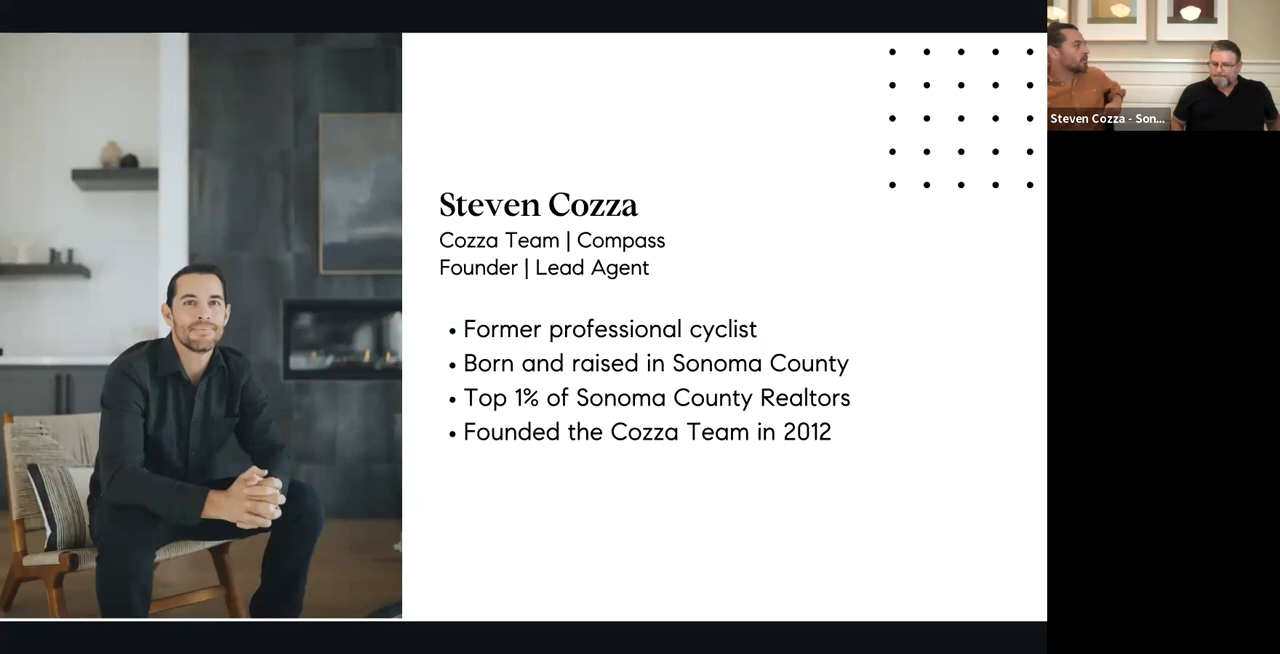 Steven Cozza
Cozza Team | Compass
Founder | Lead Agent
• Former professional cyclist
• Born and raised in Sonoma County
• Top 1% of Sonoma County Realtors
• Founded the Cozza Team in 2012
Steven Cozza - Son...